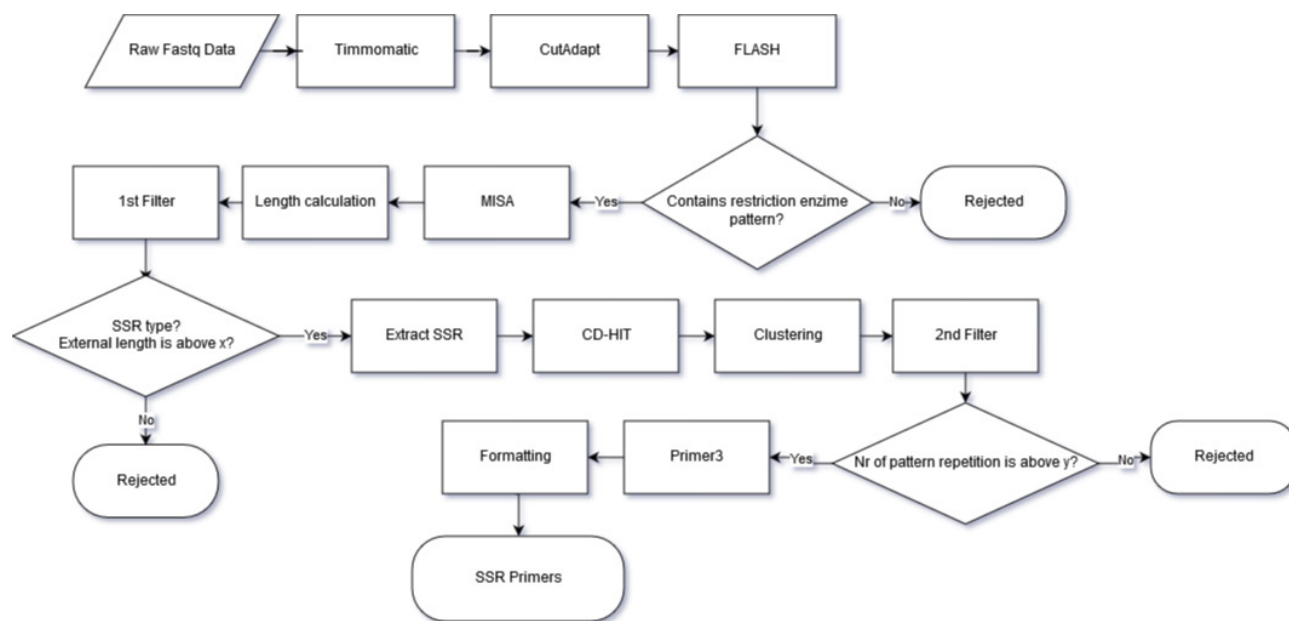 Raw Fastq Data
Timmomatic
CutAdapt
FLASH
Contains restriction enzime
pattern?
No
Rejected
Yes
MISA
Length calculation
1st Filter
SSR type?
External length is above x?
No
Rejected
Yes
Extract SSR
CD-HIT
Clustering
2nd Filter
Nr of pattern repetition is above y?
No
Rejected
Yes
Primer3
Formatting
SSR Primers